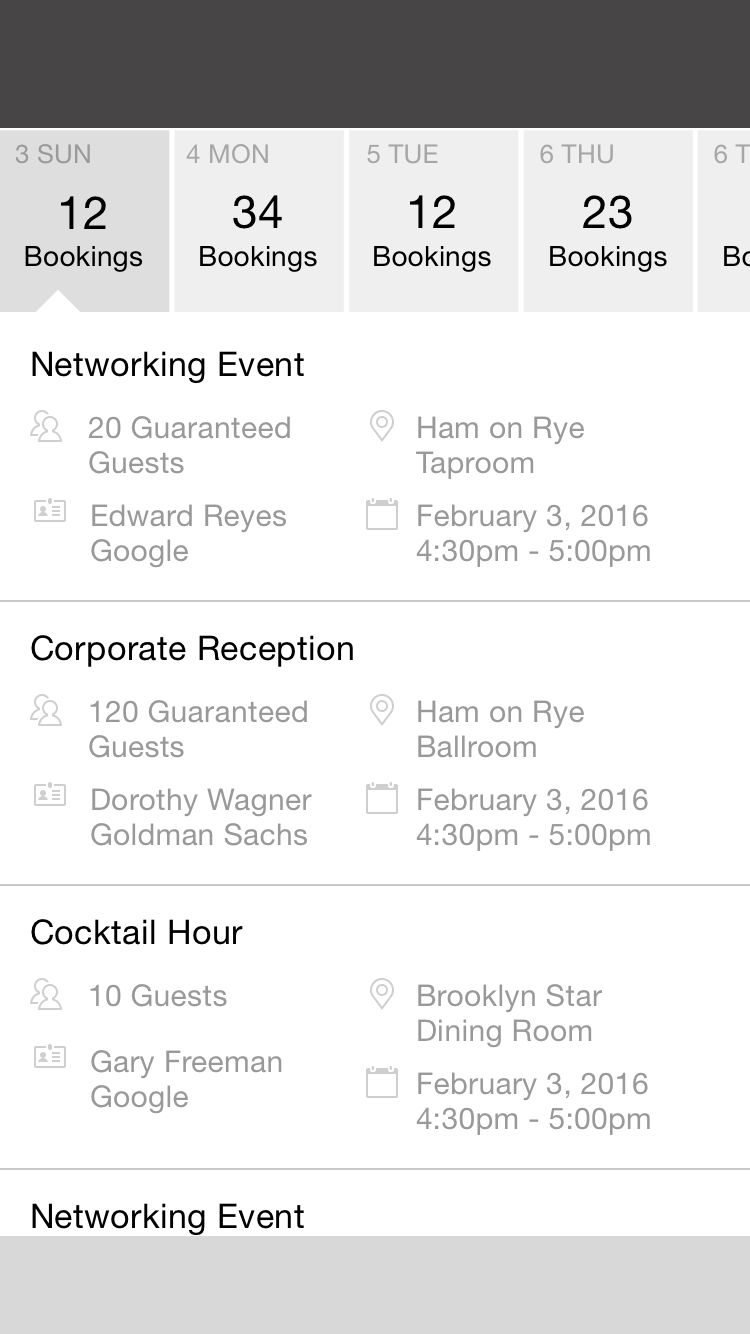 3 SUN 4 MON 5 TUE 6 THU 6 T
12 34 12 23
Bookings Bookings Bookings Bookings Bo
Networking Event
20 Guaranteed
Guests
Ham on Rye
Taproom
Edward Reyes
Google
February 3, 2016
4:30pm - 5:00pm
Corporate Reception
120 Guaranteed
Guests
Ham on Rye
Ballroom
Dorothy Wagner
Goldman Sachs
February 3, 2016
4:30pm - 5:00pm
Cocktail Hour
10 Guests
Brooklyn Star
Dining Room
Gary Freeman
Google
February 3, 2016
4:30pm - 5:00pm
Networking Event